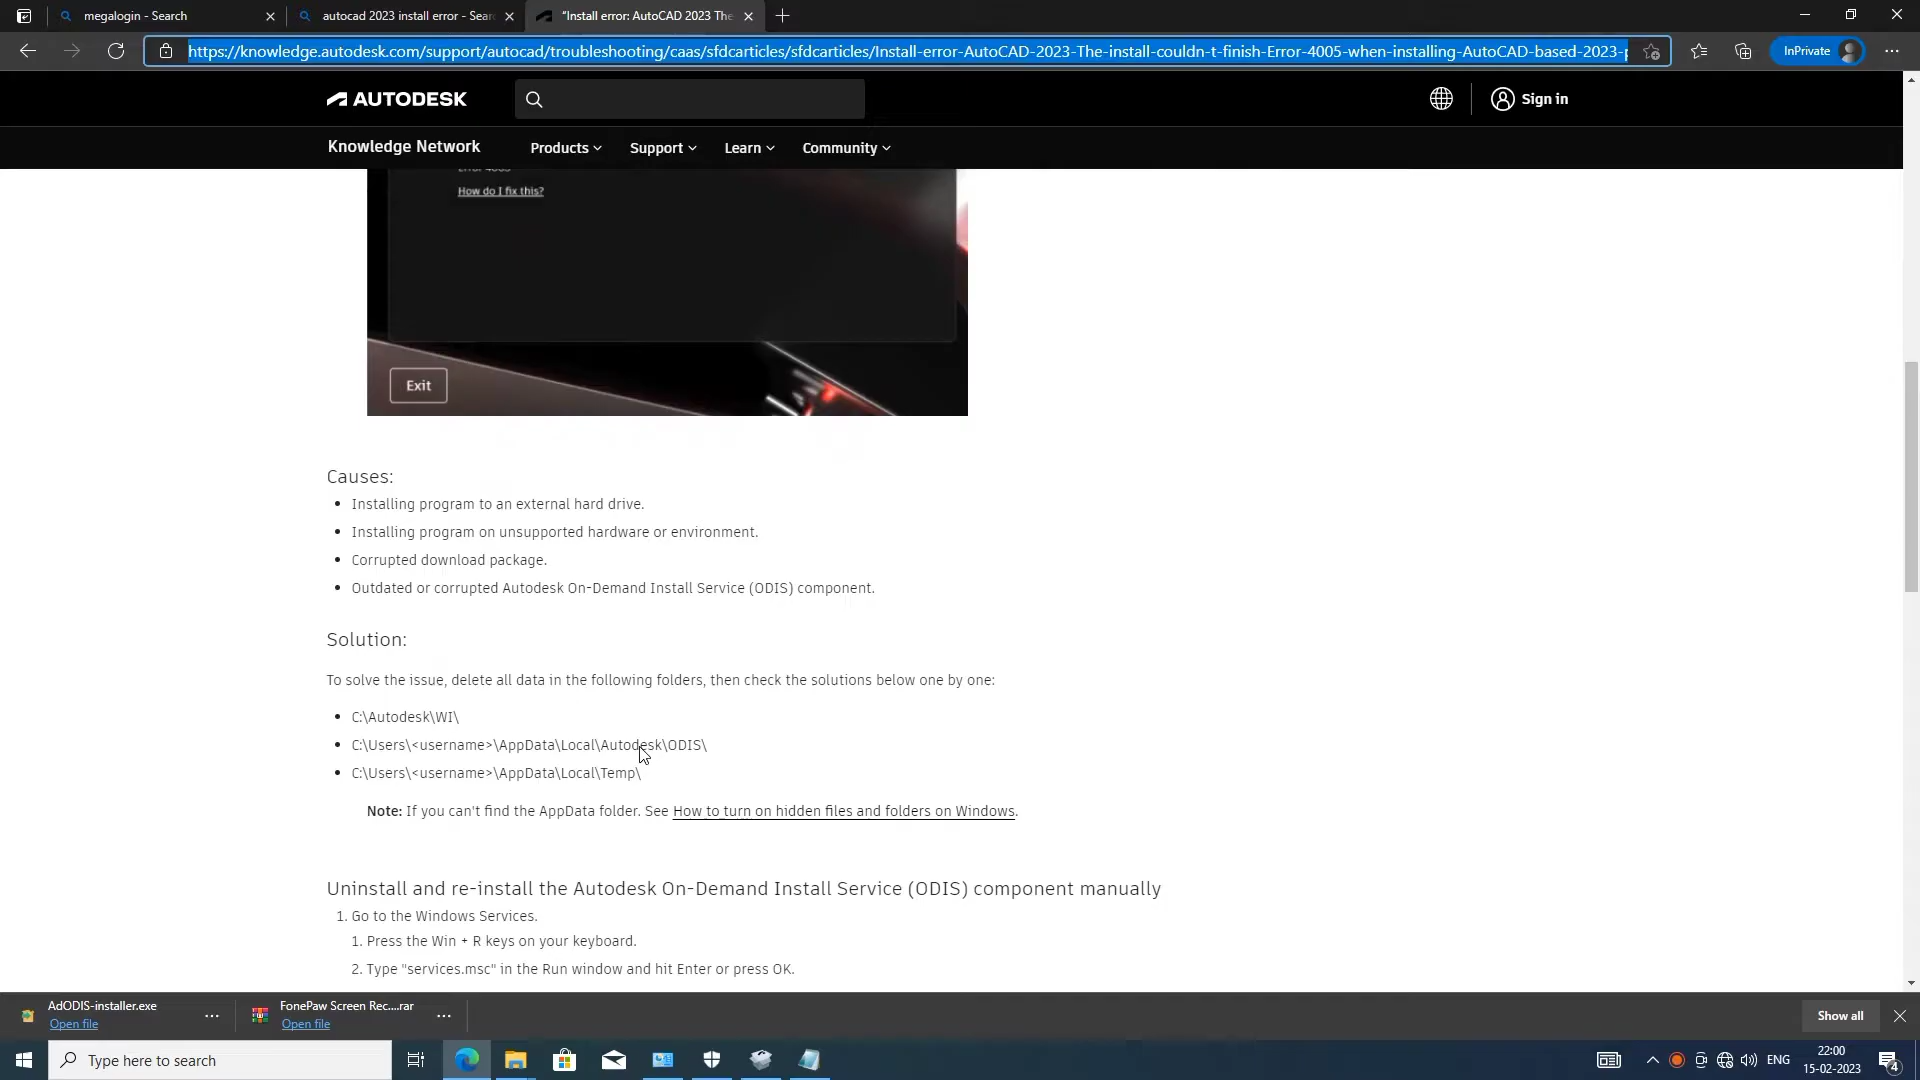 megalogin - Search
autocad 2023 install error - Sear
"Install error: AutoCAD 2023 The
https://knowledge.autodesk.com/support/autocad/troubleshooting/caas/sfdcarticles/sfdcarticles/Install-error-AutoCAD-2023-The-install-couldn-t-finish-Error-4005-when-installing-AutoCAD-based-2023-p
InPrivate
AUTODESK
Sign in
Knowledge Network
Products
Support
Learn
Community
Error 4005
How do I fix this?
Exit
Causes:
• Installing program to an external hard drive.
• Installing program on unsupported hardware or environment.
• Corrupted download package.
• Outdated or corrupted Autodesk On-Demand Install Service (ODIS) component.
Solution:
To solve the issue, delete all data in the following folders, then check the solutions below one by one:
• C:\Autodesk\WI\
• C:\Users\<username>\AppData\Local\Autodesk\ODIS\
• C:\Users\<username>\AppData\Local\Temp\
Note: If you can't find the AppData folder. See How to turn on hidden files and folders on Windows.
Uninstall and re-install the Autodesk On-Demand Install Service (ODIS) component manually
1. Go to the Windows Services.
1. Press the Win + R keys on your keyboard.
2. Type "services.msc" in the Run window and hit Enter or press OK.
AdODIS-installer.exe
Open file
FonePaw Screen Rec....rar
Open file
Show all
Type here to search
ENG
22:00
15-02-2023
4